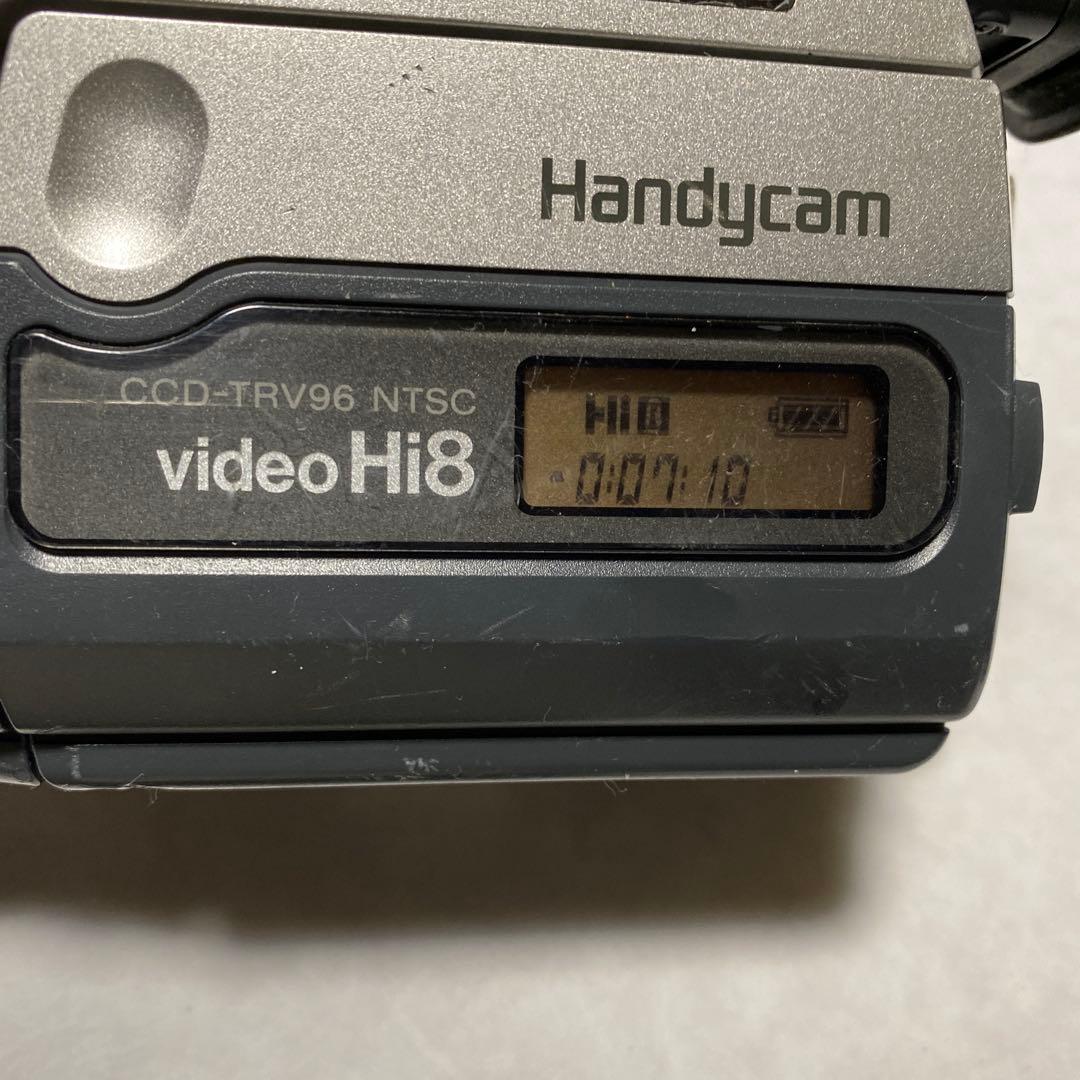 Handycam
CCD-TRV96 NTSC
video Hi8
Hi8
-0:07:10